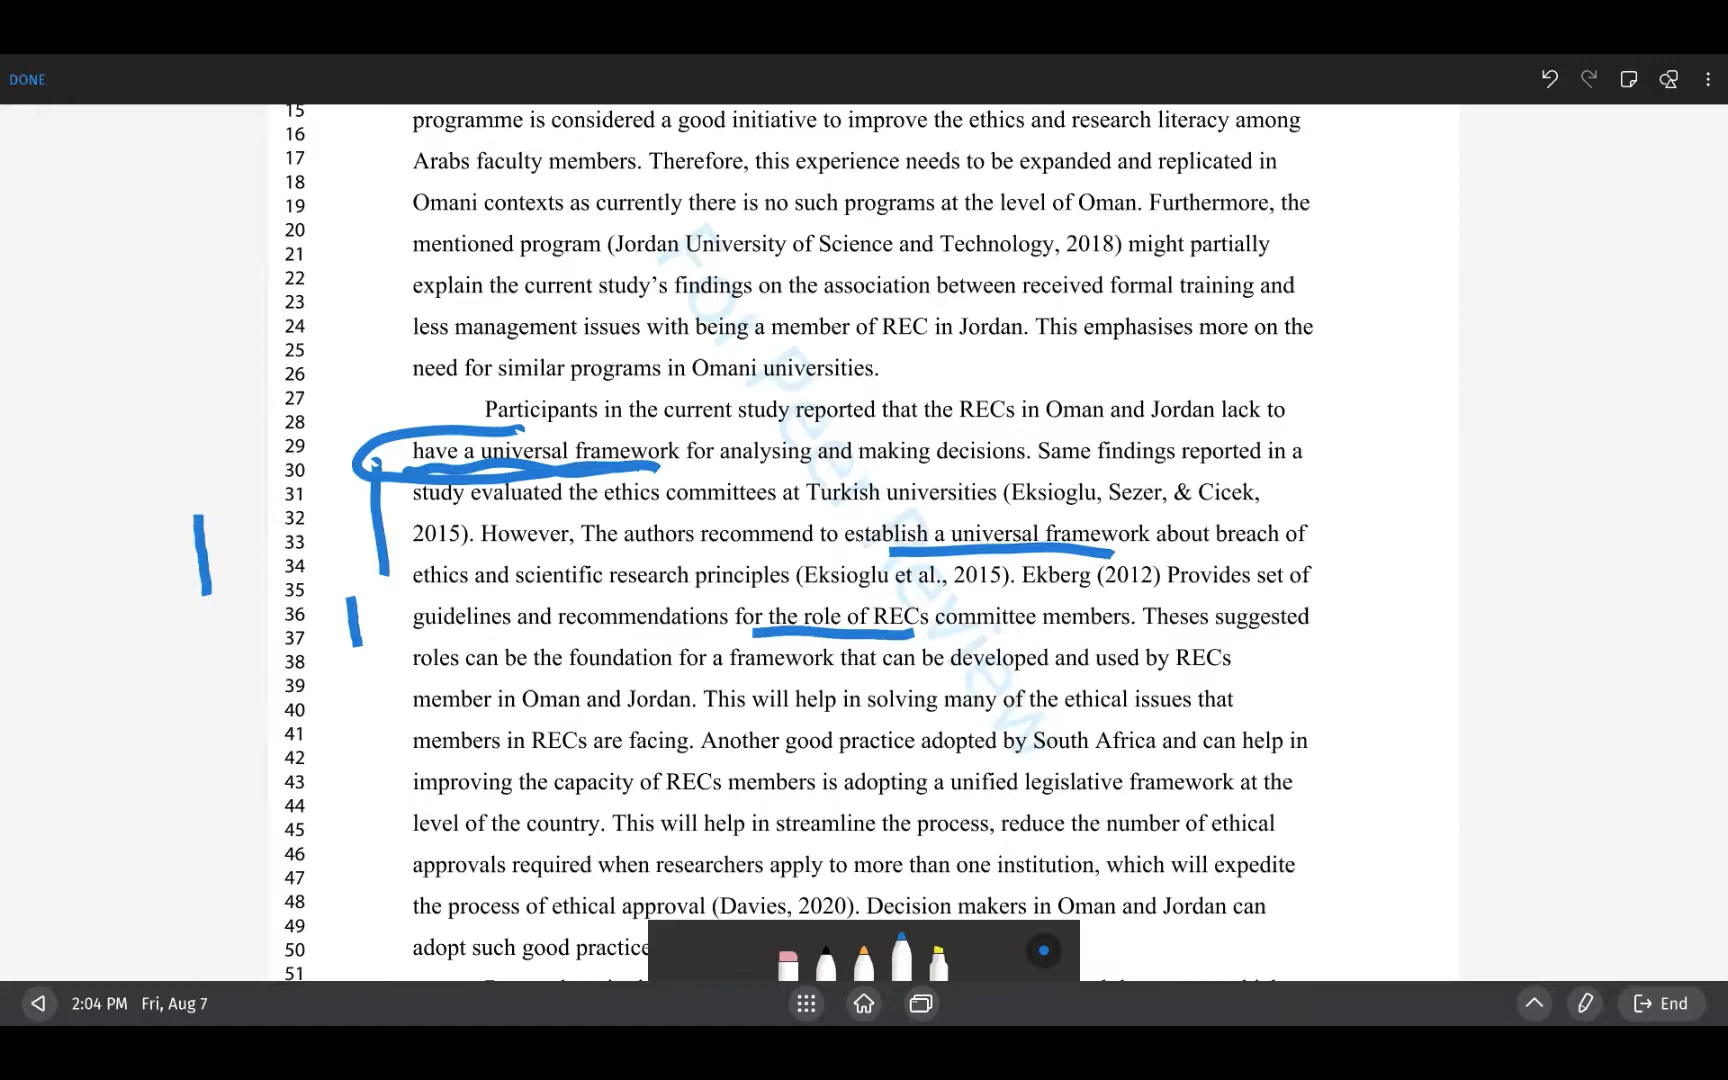 DONE
15
programme is considered a good initiative to improve the ethics and research literacy among
16
17
Arabs faculty members. Therefore, this experience needs to be expanded and replicated in
18
19
Omani contexts as currently there is no such programs at the level of Oman. Furthermore, the
20
21
mentioned program (Jordan University of Science and Technology, 2018) might partially
22
explain the current study’s findings on the association between received formal training and
23
24
less management issues with being a member of REC in Jordan. This emphasises more on the
25
26
need for similar programs in Omani universities.
27
Participants in the current study reported that the RECs in Oman and Jordan lack to
28
29
have a universal framework for analysing and making decisions. Same findings reported in a
30
31
study evaluated the ethics committees at Turkish universities (Eksioglu, Sezer, & Cicek,
32
33
2015). However, The authors recommend to establish a universal framework about breach of
34
ethics and scientific research principles (Eksioglu et al., 2015). Ekberg (2012) Provides set of
35
36
guidelines and recommendations for the role of RECs committee members. Theses suggested
37
38
roles can be the foundation for a framework that can be developed and used by RECs
39
member in Oman and Jordan. This will help in solving many of the ethical issues that
40
41
members in RECs are facing. Another good practice adopted by South Africa and can help in
42
43
improving the capacity of RECs members is adopting a unified legislative framework at the
44
45
level of the country. This will help in streamline the process, reduce the number of ethical
46
approvals required when researchers apply to more than one institution, which will expedite
47
48
the process of ethical approval (Davies, 2020). Decision makers in Oman and Jordan can
49
50
adopt such good practice
51
For Peer Review
2:04 PM Fri, Aug 7
End